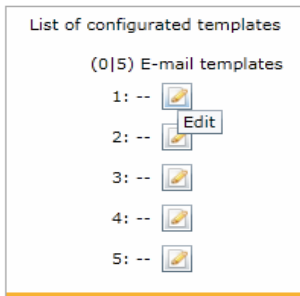 List of configurated templates
(0|5) E-mail templates
1: --
Edit
2: --
3: --
4: --
5: --